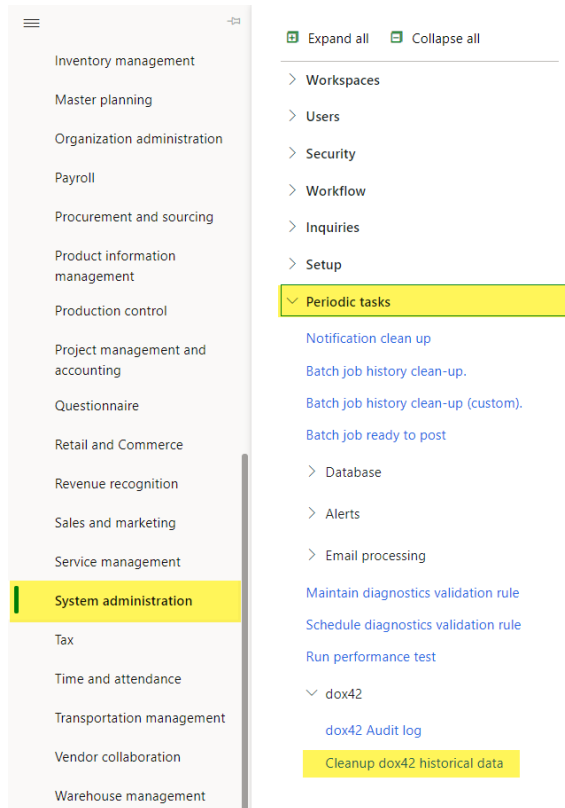 Inventory management
Master planning
Organization administration
Payroll
Procurement and sourcing
Product information
management
Production control
Project management and
accounting
Questionnaire
Retail and Commerce
Revenue recognition
Sales and marketing
Service management
System administration
Tax
Time and attendance
Transportation management
Vendor collaboration
Warehouse management
Expand all
Collapse all
Workspaces
Users
Security
Workflow
Inquiries
Setup
Periodic tasks
Notification clean up
Batch job history clean-up.
Batch job history clean-up (custom).
Batch job ready to post
Database
Alerts
Email processing
Maintain diagnostics validation rule
Schedule diagnostics validation rule
Run performance test
dox42
dox42 Audit log
Cleanup dox42 historical data